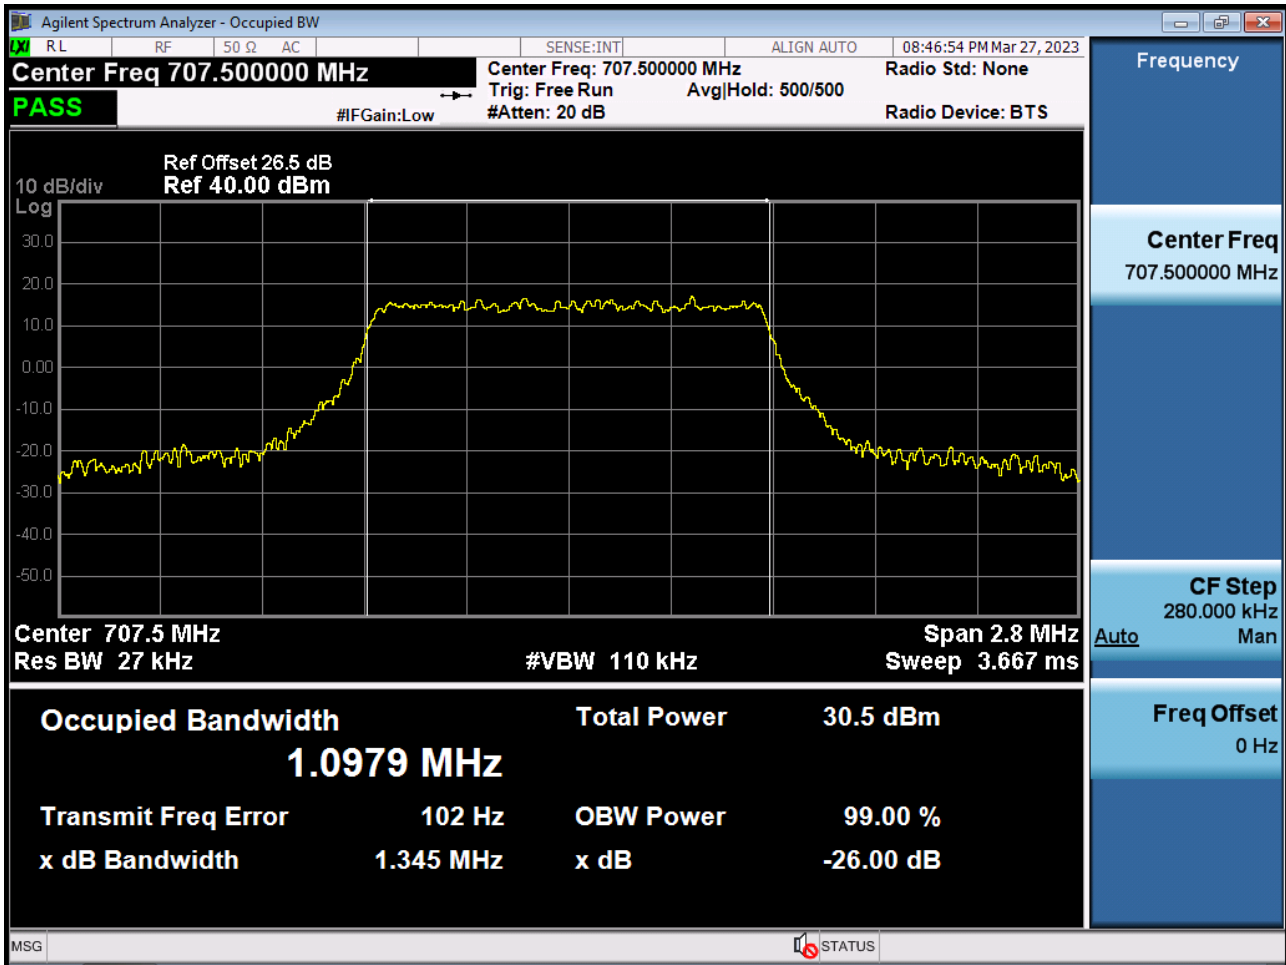 Agilent Spectrum Analyzer - Occupied BW
LXI RL RF 50 Ω AC SENSE:INT ALIGN AUTO 08:46:54 PM Mar 27, 2023
Center Freq 707.500000 MHz
Center Freq: 707.500000 MHz Radio Std: None
Trig: Free Run Avg|Hold: 500/500
PASS
#IFGain:Low #Atten: 20 dB Radio Device: BTS
Ref Offset 26.5 dB
10 dB/div Ref 40.00 dBm
Log
30.0
20.0
10.0
0.00
-10.0
-20.0
-30.0
-40.0
-50.0
Center 707.5 MHz Span 2.8 MHz
Res BW 27 kHz #VBW 110 kHz Sweep 3.667 ms
Occupied Bandwidth Total Power 30.5 dBm
1.0979 MHz
Transmit Freq Error 102 Hz OBW Power 99.00 %
x dB Bandwidth 1.345 MHz x dB -26.00 dB
MSG STATUS
Frequency
Center Freq
707.500000 MHz
CF Step
280.000 kHz
Auto Man
Freq Offset
0 Hz